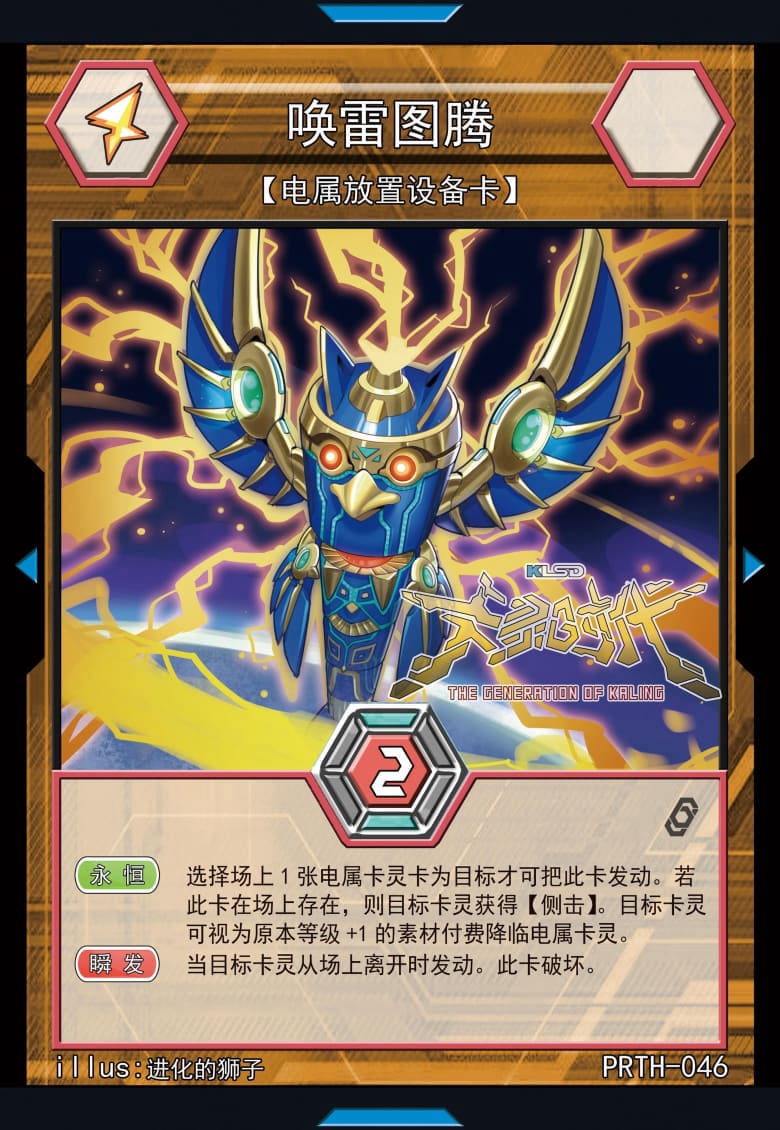 唤雷图腾
【电属放置设备卡】
KLSD
卡灵时代
THE GENERATION OF KALING
2
永恒 选择场上1张电属卡灵卡为目标才可把此卡发动。若
此卡在场上存在，则目标卡灵获得【侧击】。目标卡灵
可视为原本等级+1的素材付费降临电属卡灵。
瞬发 当目标卡灵从场上离开时发动。此卡破坏。
illus:进化的狮子
PRTH-046